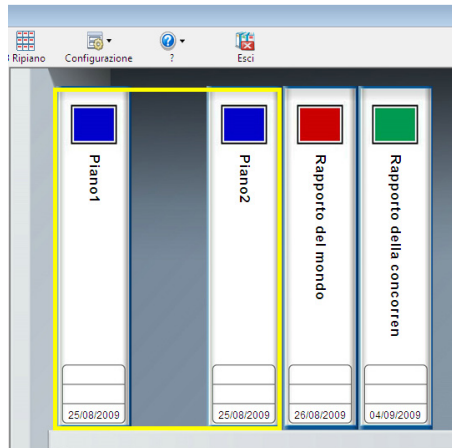 Ripiano
Configurazione
?
Esci
Piano1
Piano2
Rapporto del mondo
Rapporto della concorren
25/08/2009
25/08/2009
26/08/2009
04/09/2009